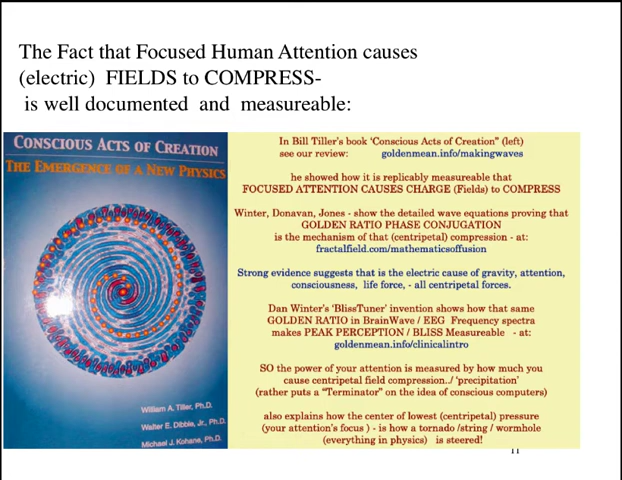 The Fact that Focused Human Attention causes
(electric) FIELDS to COMPRESS-
is well documented and measureable:
CONSCIOUS ACTS OF CREATION
THE EMERGENCE OF A NEW PHYSICS
William A. Tiller, Ph.D.
Walter E. Dibble, Jr., Ph.D.
Michael J. Kohane, Ph.D.
In Bill Tiller's book 'Conscious Acts of Creation" (left)
see our review: goldenmean.info/makingwaves
he showed how it is replicably measureable that
FOCUSED ATTENTION CAUSES CHARGE (Fields) to COMPRESS
Winter, Donavan, Jones - show the detailed wave equations proving that
GOLDEN RATIO PHASE CONJUGATION
is the mechanism of that (centripetal) compression - at:
fractalfield.com/mathematicsoffusion
Strong evidence suggests that is the electric cause of gravity, attention,
consciousness, life force, - all centripetal forces.
Dan Winter's 'BlissTuner' invention shows how that same
GOLDEN RATIO in BrainWave / EEG Frequency spectra
makes PEAK PERCEPTION / BLISS Measureable - at:
goldenmean.info/clinicalintro
SO the power of your attention is measured by how much you
cause centripetal field compression../ 'precipitation'
(rather puts a "Terminator" on the idea of conscious computers)
also explains how the center of lowest (centripetal) pressure
(your attention's focus ) - is how a tornado /string / wormhole
(everything in physics) is steered!
11